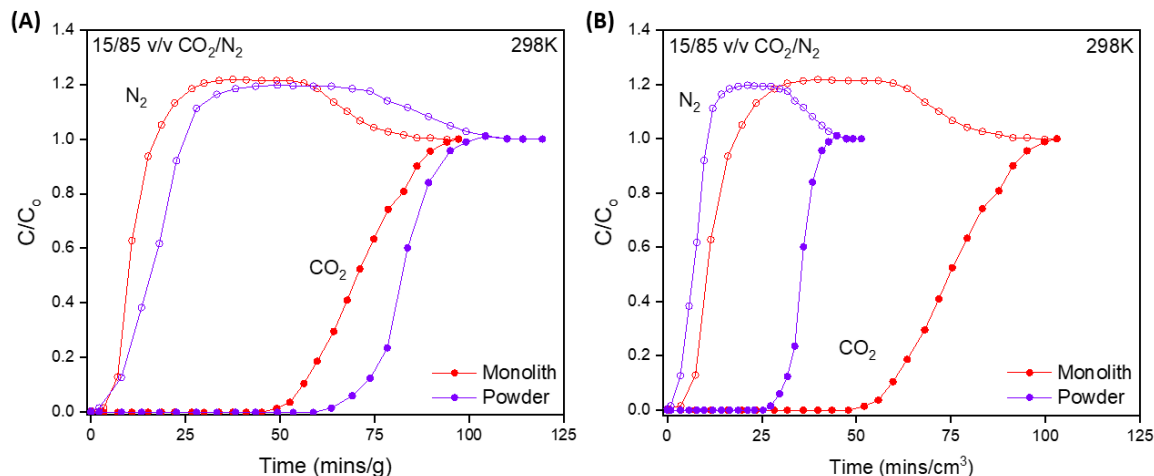 (A)
15/85 v/v CO₂/N₂
298K
N₂
CO₂
Monolith
Powder
C/Cₒ
0.0
0.2
0.4
0.6
0.8
1.0
1.2
1.4
0
25
50
75
100
125
Time (mins/g)
(B)
15/85 v/v CO₂/N₂
298K
N₂
CO₂
Monolith
Powder
C/Cₒ
0.0
0.2
0.4
0.6
0.8
1.0
1.2
1.4
0
25
50
75
100
125
Time (mins/cm³)